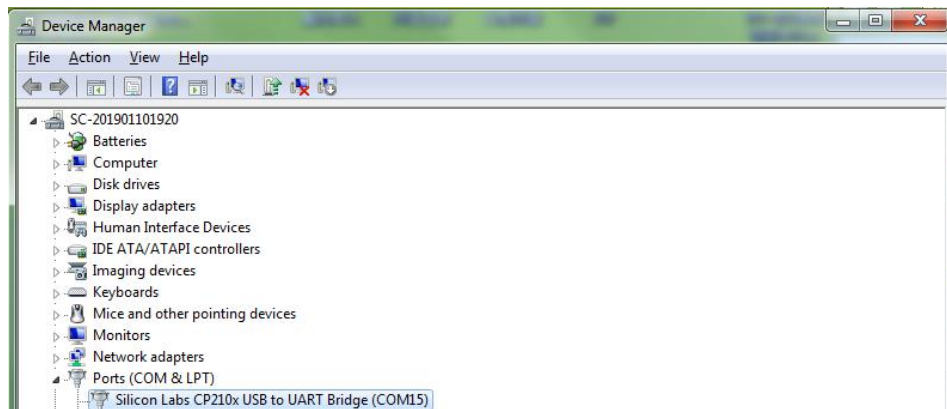 Device Manager
File Action View Help
SC-201901101920
Batteries
Computer
Disk drives
Display adapters
Human Interface Devices
IDE ATA/ATAPI controllers
Imaging devices
Keyboards
Mice and other pointing devices
Monitors
Network adapters
Ports (COM & LPT)
Silicon Labs CP210x USB to UART Bridge (COM15)